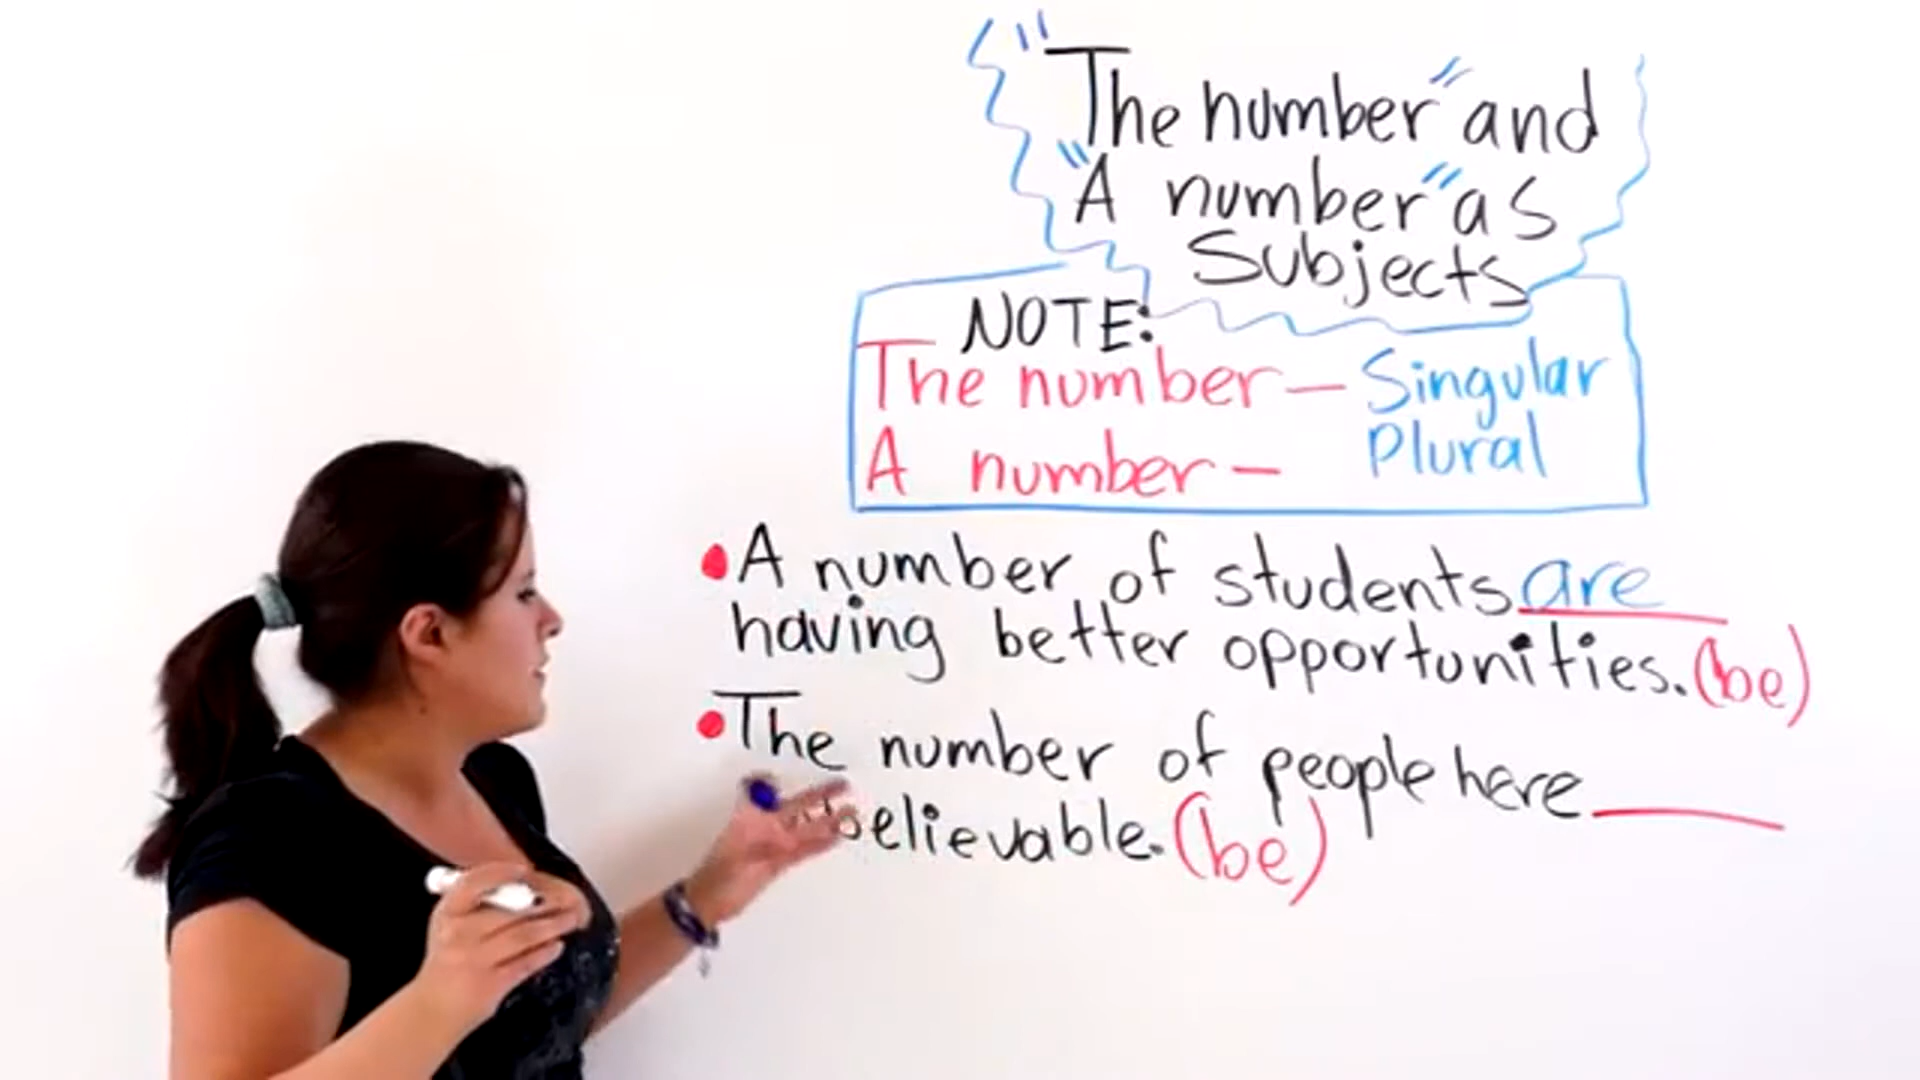 "The number" and
"A number" as
Subjects
NOTE:
The number – Singular
A number – Plural
• A number of students are
having better opportunities. (be)
• The number of people here ____
believable. (be)